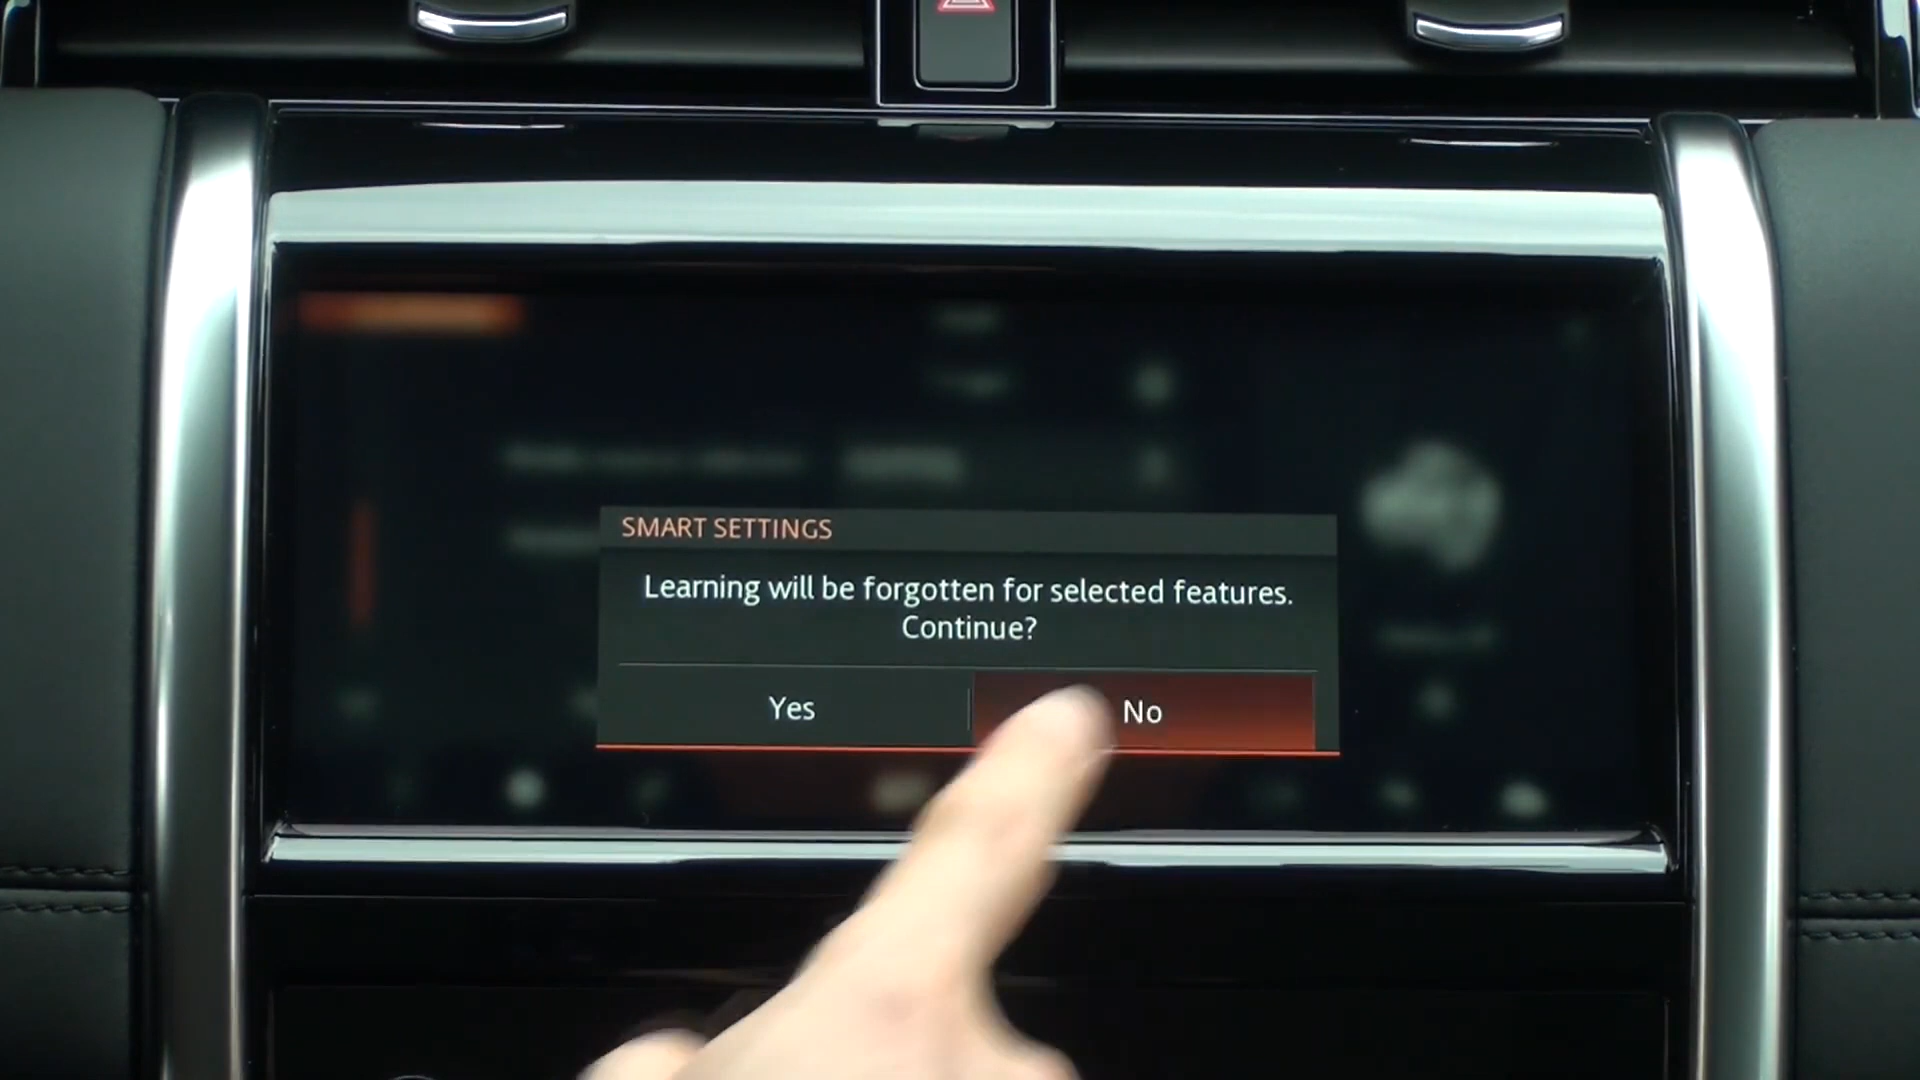 SMART SETTINGS
Learning will be forgotten for selected features.
Continue?
Yes
No